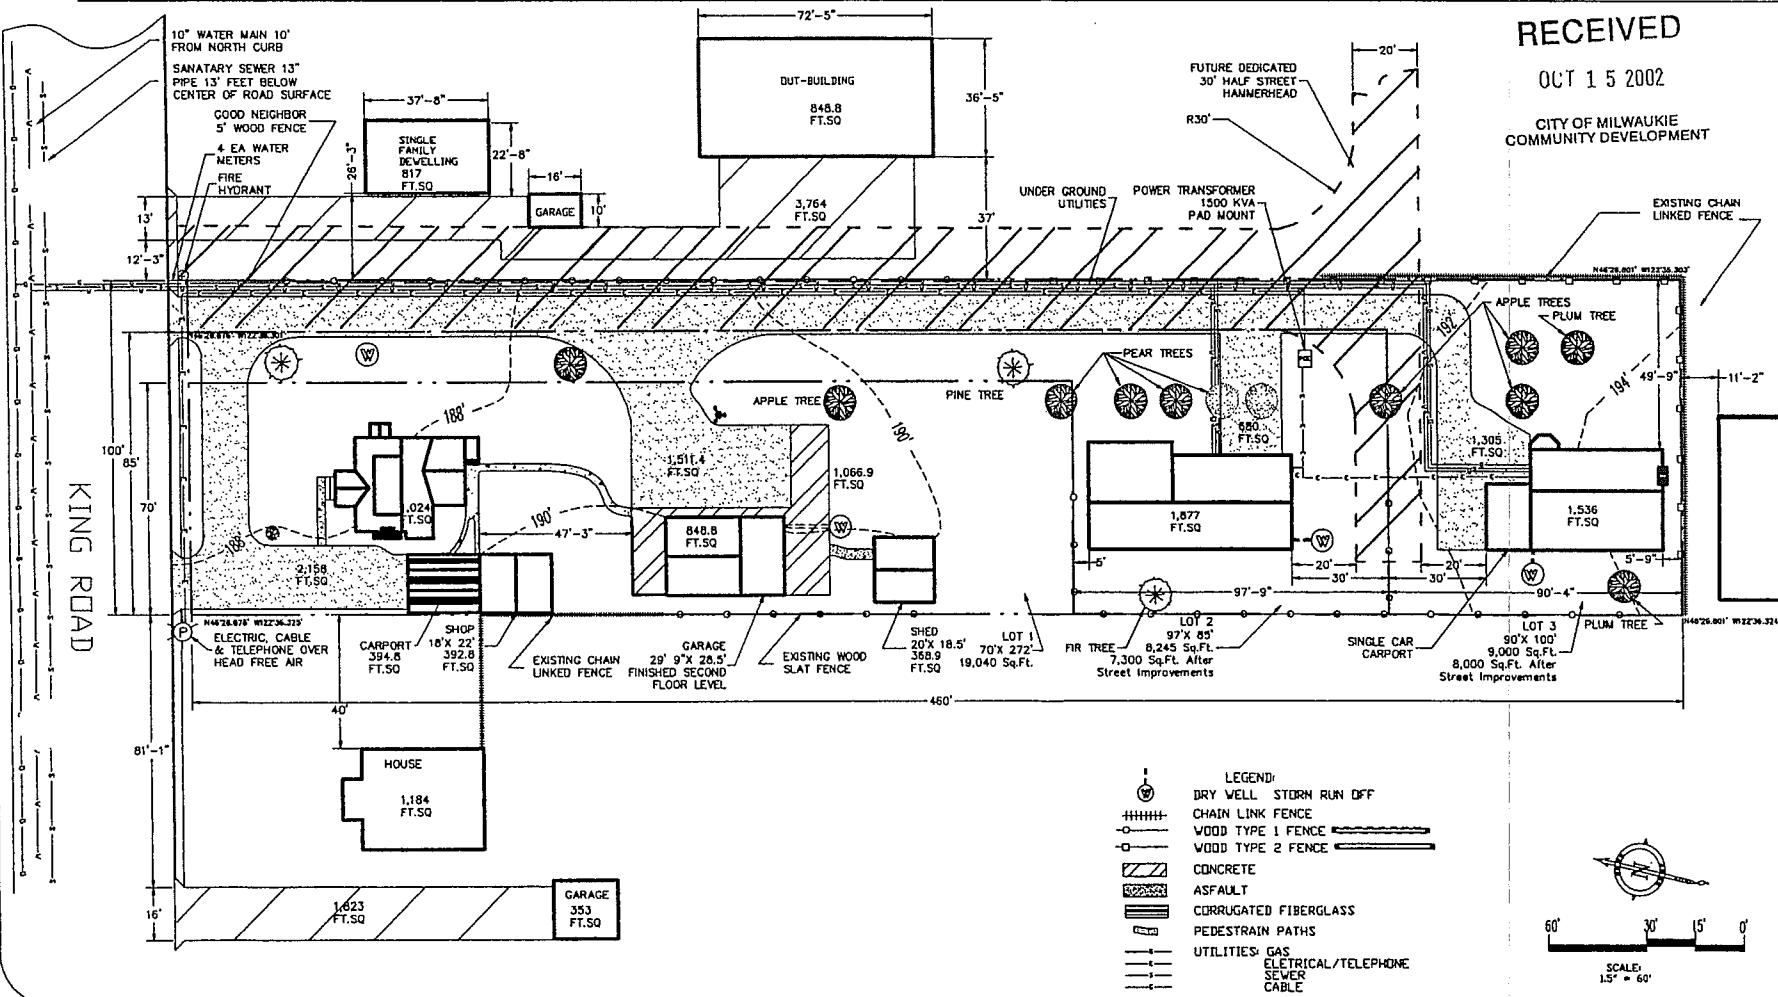 72'-5"
RECEIVED
OCT 15 2002
CITY OF MILWAUKIE
COMMUNITY DEVELOPMENT
10" WATER MAIN 10'
FROM NORTH CURB
SANATARY SEWER 13"
PIPE 13' FEET BELOW
CENTER OF ROAD SURFACE
GOOD NEIGHBOR
5' WOOD FENCE
4 EA WATER
METERS
FIRE
HYDRANT
37'-8"
SINGLE
FAMILY
DEWELLING
817
FT.SQ
22'-8"
26'-3"
16'
GARAGE
10'
13'
12'-3"
OUT-BUILDING
848.8
FT.SQ
36'-5"
3,764
FT.SQ
37'
FUTURE DEDICATED
30' HALF STREET
HAMMERHEAD
20'
R30'
UNDER GROUND
UTILITIES
POWER TRANSFORMER
1500 KVA
PAD MOUNT
EXISTING CHAIN
LINKED FENCE
APPLE TREES
PLUM TREE
192'
194'
49'-9"
11'-2"
PEAR TREES
PINE TREE
APPLE TREE
188'
190'
100'
85'
70'
KING ROAD
188'
190'
47'-3"
1,511.4
FT.SQ
1,066.9
FT.SQ
848.8
FT.SQ
,024
T.SQ
2,158
FT.SQ
680
FT.SQ
1,305
FT.SQ
1,877
FT.SQ
1,536
FT.SQ
5'
20'
30'
20'
30'
5'-9"
97'-9"
90'-4"
ELECTRIC, CABLE
& TELEPHONE OVER
HEAD FREE AIR
CARPORT
394.8
FT.SQ
SHOP
18'X 22'
392.8
FT.SQ
EXISTING CHAIN
LINKED FENCE
GARAGE
29' 9"X 28.5'
FINISHED SECOND
FLOOR LEVEL
EXISTING WOOD
SLAT FENCE
SHED
20'X 18.5'
368.9
FT.SQ
LOT 1
70'X 272'
19,040 Sq.Ft.
FIR TREE
LOT 2
97'X 85'
8,245 Sq.Ft.
7,300 Sq.Ft. After
Street Improvements
SINGLE CAR
CARPORT
LOT 3
90'X 100'
9,000 Sq.Ft.
8,000 Sq.Ft. After
Street Improvements
PLUM TREE
460'
40'
81'-1"
HOUSE
1,184
FT.SQ
16'
1,623
FT.SQ
GARAGE
353
FT.SQ
LEGEND:
DRY WELL STORN RUN OFF
CHAIN LINK FENCE
WOOD TYPE 1 FENCE
WOOD TYPE 2 FENCE
CONCRETE
ASFAULT
CORRUGATED FIBERGLASS
PEDESTRAIN PATHS
UTILITIES: GAS
ELETRICAL/TELEPHONE
SEWER
CABLE
N
60' 30' 15' 0'
SCALE:
1.5" = 60'